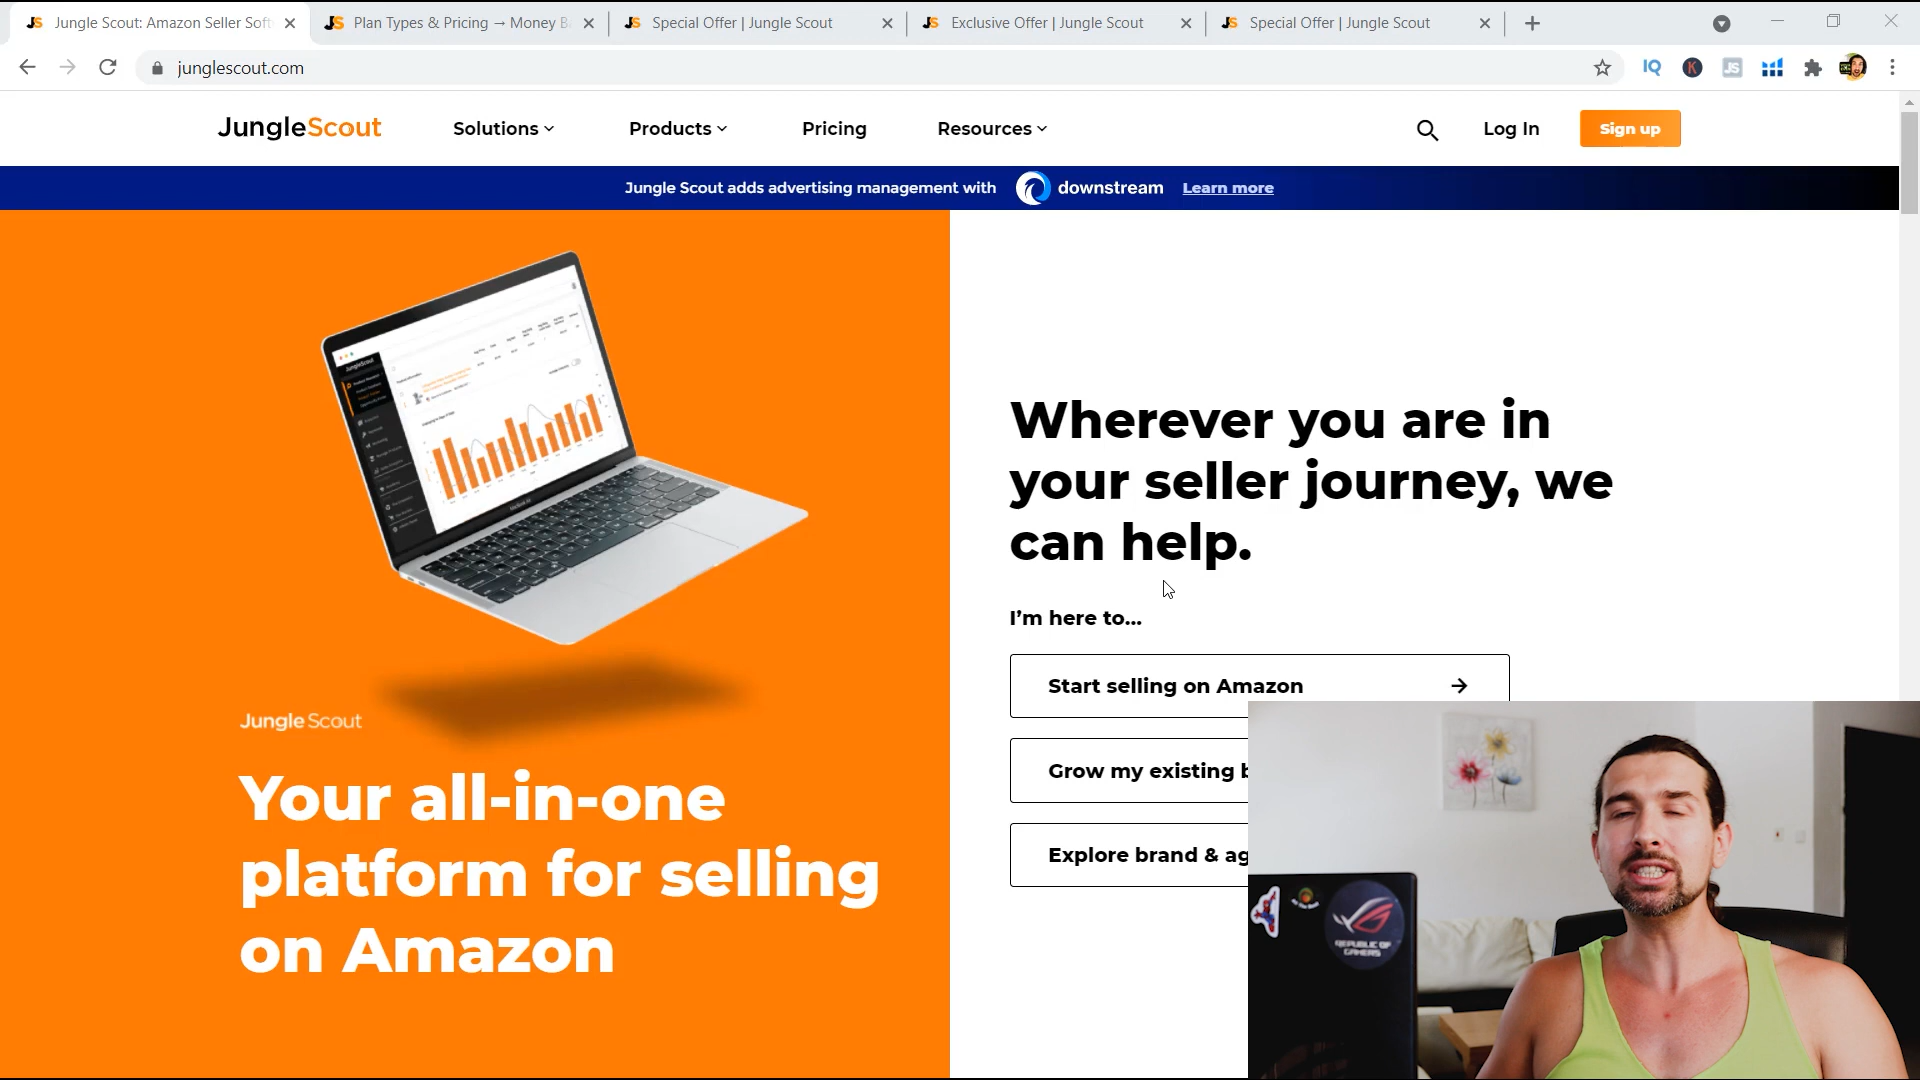 Jungle Scout: Amazon Seller Soft
Plan Types & Pricing → Money B
Special Offer | Jungle Scout
Exclusive Offer | Jungle Scout
Special Offer | Jungle Scout
junglescout.com
JungleScout
Solutions
Products
Pricing
Resources
Log In
Sign up
Jungle Scout adds advertising management with downstream Learn more
Wherever you are in
your seller journey, we
can help.
I'm here to...
Start selling on Amazon
Grow my existing b
Explore brand & ag
Jungle Scout
Your all-in-one
platform for selling
on Amazon
REPUBLIC OF
GAMERS